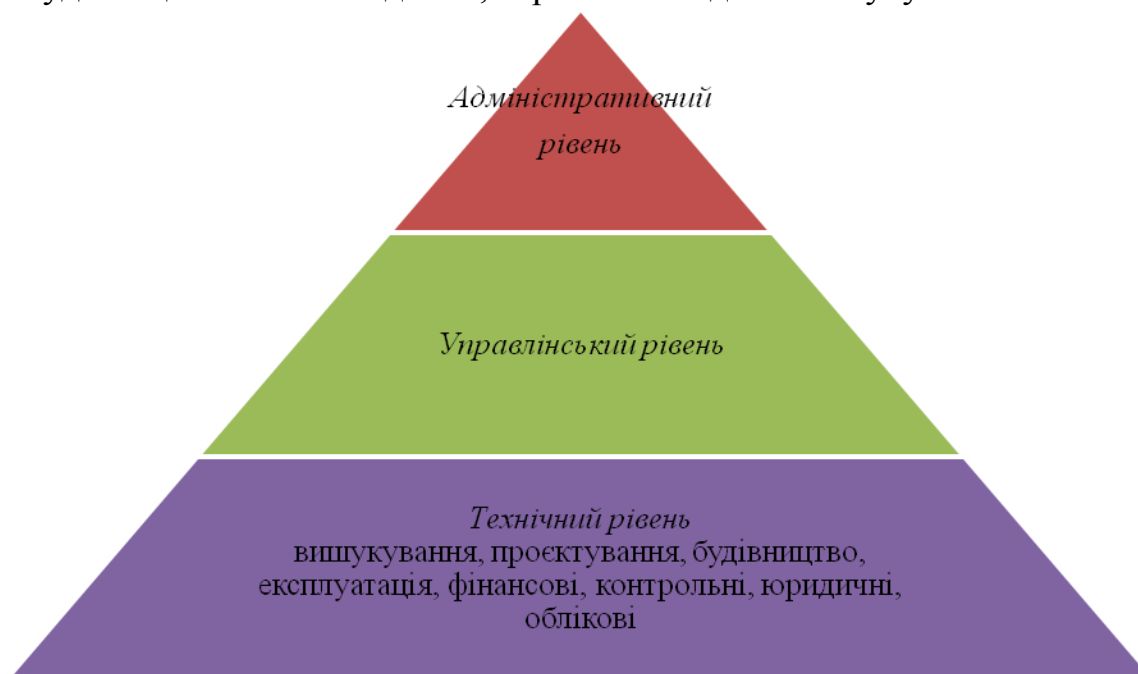 Адміністративний
рівень
Управлінський рівень
Технічний рівень
вишукування, проєктування, будівництво,
експлуатація, фінансові, контрольні, юридичні,
облікові